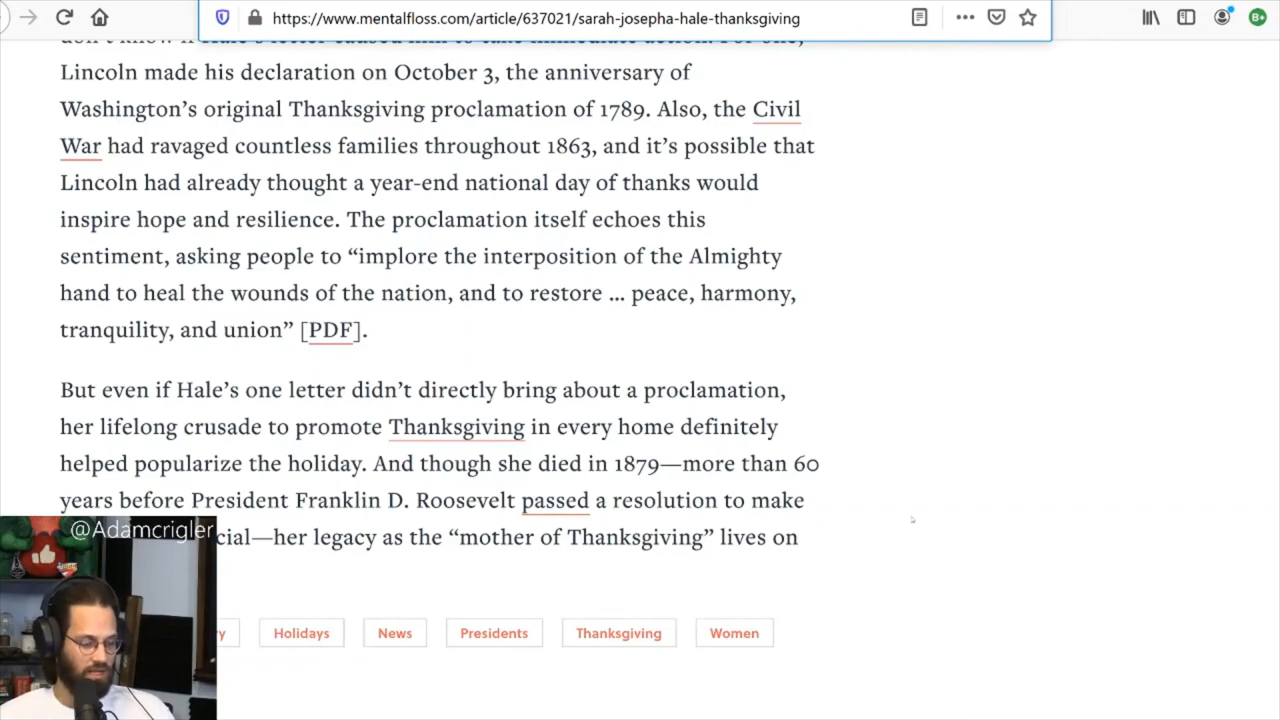 https://www.mentalfloss.com/article/637021/sarah-josepha-hale-thanksgiving
B+
don't know if Hale's letter caused him to take immediate action. For one,
Lincoln made his declaration on October 3, the anniversary of
Washington's original Thanksgiving proclamation of 1789. Also, the Civil
War had ravaged countless families throughout 1863, and it's possible that
Lincoln had already thought a year-end national day of thanks would
inspire hope and resilience. The proclamation itself echoes this
sentiment, asking people to “implore the interposition of the Almighty
hand to heal the wounds of the nation, and to restore ... peace, harmony,
tranquility, and union” [PDF].
But even if Hale's one letter didn't directly bring about a proclamation,
her lifelong crusade to promote Thanksgiving in every home definitely
helped popularize the holiday. And though she died in 1879—more than 60
years before President Franklin D. Roosevelt passed a resolution to make
@Adamcrigler
cial—her legacy as the “mother of Thanksgiving” lives on
y
Holidays
News
Presidents
Thanksgiving
Women